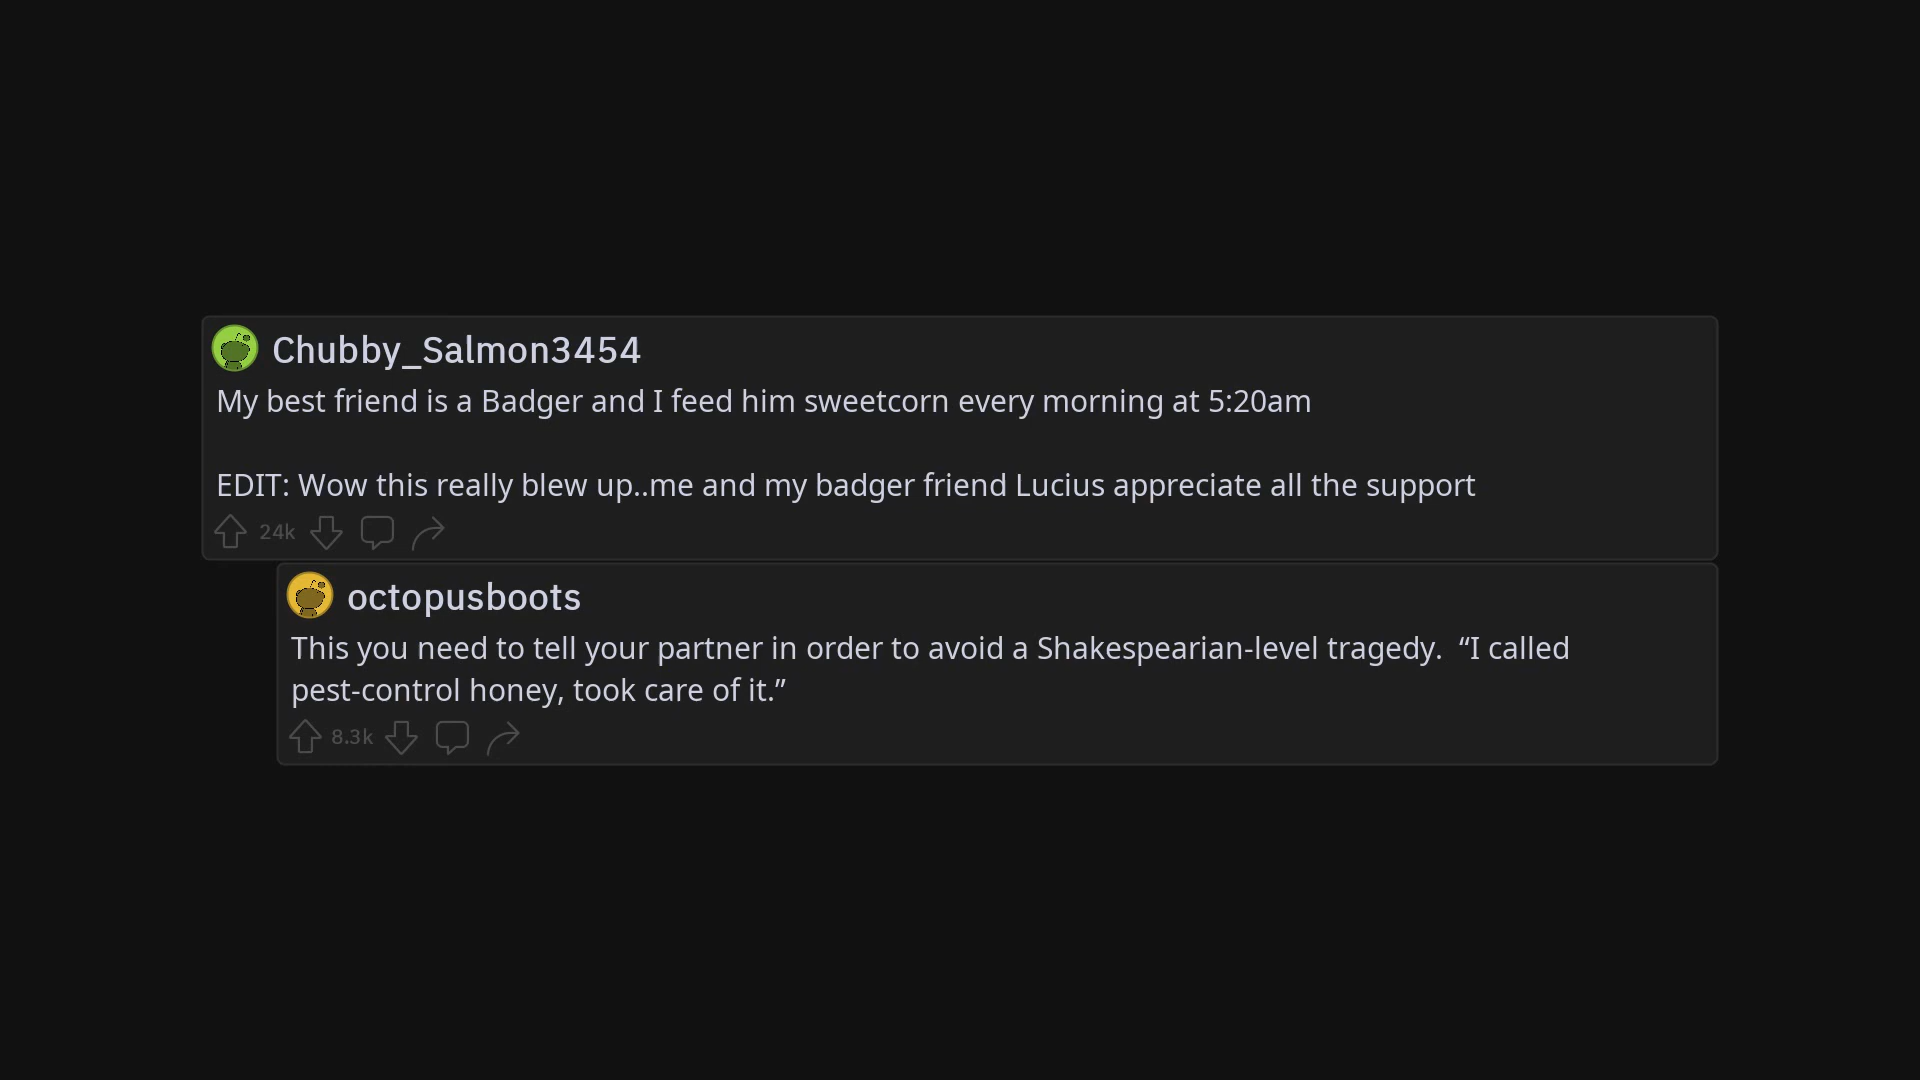 Chubby_Salmon3454
My best friend is a Badger and I feed him sweetcorn every morning at 5:20am
EDIT: Wow this really blew up..me and my badger friend Lucius appreciate all the support
24k
octopusboots
This you need to tell your partner in order to avoid a Shakespearian-level tragedy.  “I called
pest-control honey, took care of it.”
8.3k